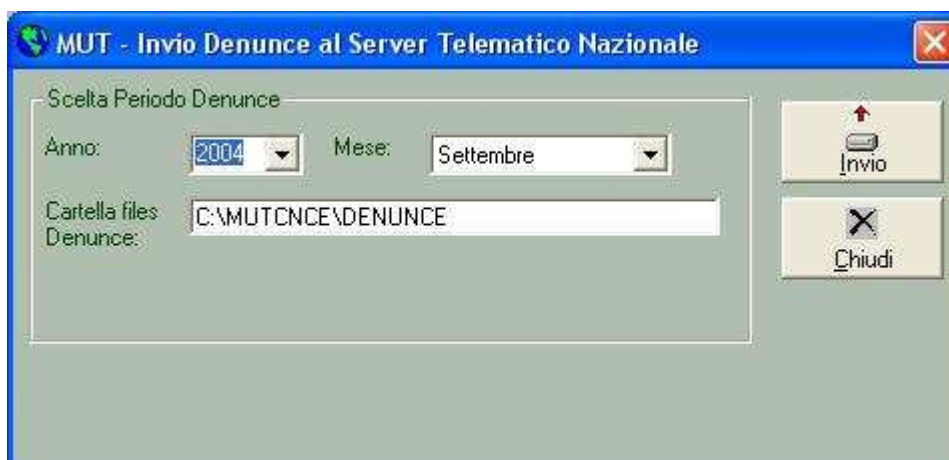 MUT - Invio Denunce al Server Telematico Nazionale
Scelta Periodo Denunce
Anno: 2004 Mese: Settembre
Cartella files
Denunce: C:\MUTCNCE\DENUNCE
Invio
Chiudi